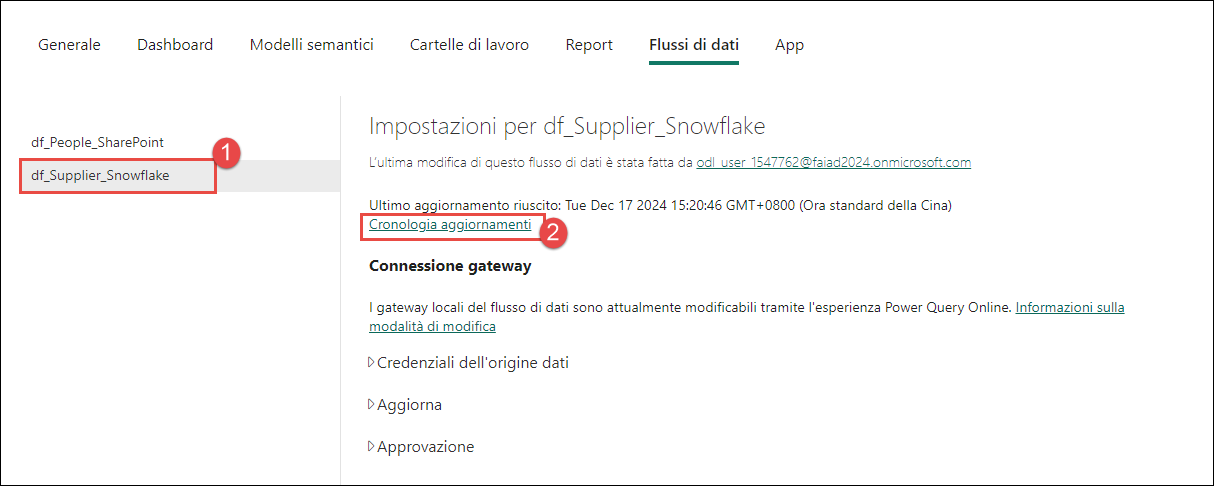 Generale Dashboard Modelli semantici Cartelle di lavoro Report Flussi di dati App
df_People_SharePoint
1
df_Supplier_Snowflake
Impostazioni per df_Supplier_Snowflake
L'ultima modifica di questo flusso di dati è stata fatta da odl_user_1547762@faiad2024.onmicrosoft.com
Ultimo aggiornamento riuscito: Tue Dec 17 2024 15:20:46 GMT+0800 (Ora standard della Cina)
Cronologia aggiornamenti
2
Connessione gateway
I gateway locali del flusso di dati sono attualmente modificabili tramite l'esperienza Power Query Online. Informazioni sulla
modalità di modifica
Credenziali dell'origine dati
Aggiorna
Approvazione